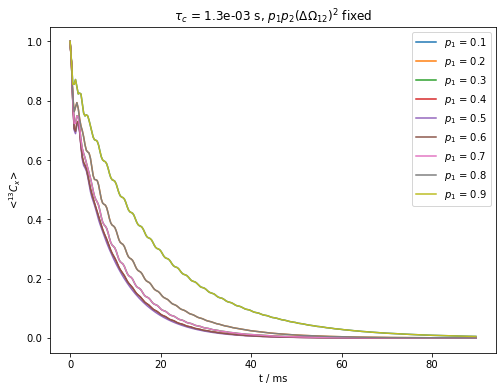 τ_c = 1.3e-03 s, p₁p₂(ΔΩ₁₂)² fixed
1.0
0.8
0.6
0.4
0.2
0.0
<¹³C_x>
0
20
40
60
80
t / ms
p₁ = 0.1
p₁ = 0.2
p₁ = 0.3
p₁ = 0.4
p₁ = 0.5
p₁ = 0.6
p₁ = 0.7
p₁ = 0.8
p₁ = 0.9